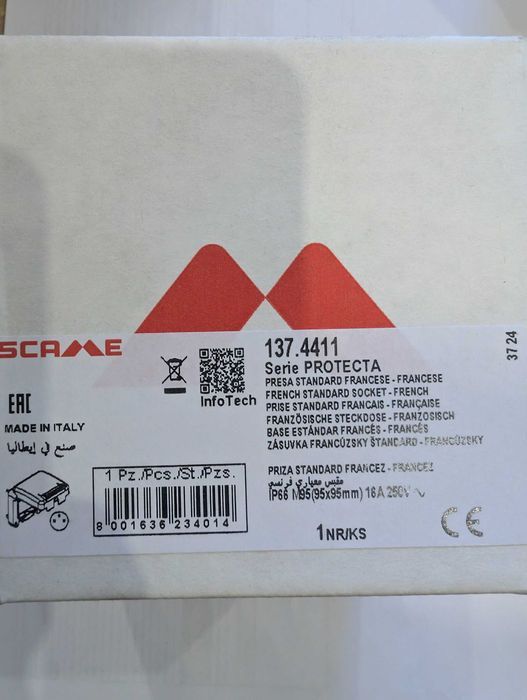 SCAME
137.4411
37 24
Serie PROTECTA
InfoTech
PRESA STANDARD FRANCESE - FRANCESE
FRENCH STANDARD SOCKET - FRENCH
PRISE STANDARD FRANCAIS - FRANÇAISE
FRANZÖSISCHE STECKDOSE - FRANZOSISCH
BASE ESTÁNDAR FRANCÉS - FRANCÉS
ZÁSUVKA FRANCÚZSKY ŠTANDARD - FRANCÚZSKY
EAC
MADE IN ITALY
صنع في إيطاليا
PRIZA STANDARD FRANCEZ - FRANCEZ
مقبس معياري فرنسي
IP66 M95(95x95mm) 16A 250V ~
1 Pz./Pcs./St./Pzs.
8 001636 234014
1NR/KS
CE